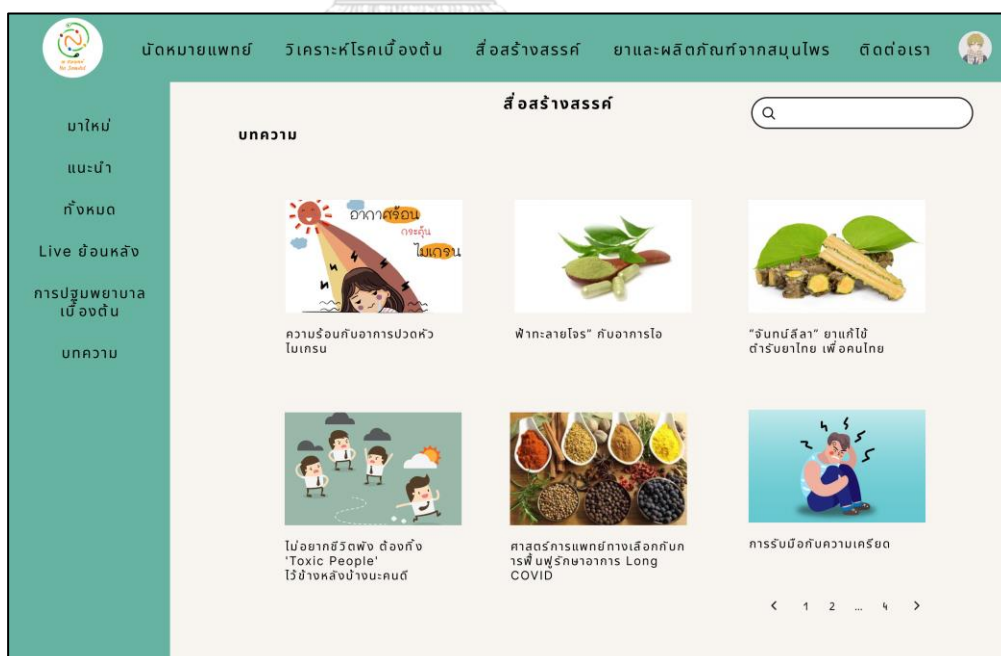 นัดหมายแพทย์ วิเคราะห์โรคเบื้องต้น สื่อสร้างสรรค์ ยาและผลิตภัณฑ์จากสมุนไพร ติดต่อเรา
มาใหม่
แนะนำ
ทั้งหมด
Live ย้อนหลัง
การปฐมพยาบาล
เบื้องต้น
บทความ
สื่อสร้างสรรค์
บทความ
อากาศร้อน
กระตุ้น
ไมเกรน
ความร้อนกับอาการปวดหัว
ไมเกรน
ฟ้าทะลายโจร" กับอาการไอ
"จันทน์ลีลา" ยาแก้ไข้
ตำรับยาไทย เพื่อคนไทย
ไม่อยากชีวิตพัง ต้องทิ้ง
'Toxic People'
ไว้ข้างหลังบ้างนะคนดี
ศาสตร์การแพทย์ทางเลือกกับก
ารฟื้นฟูรักษาอาการ Long
COVID
การรับมือกับความเครียด
< 1 2 ... 4 >